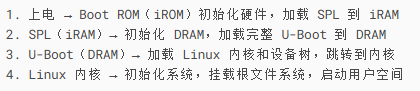 1. 上电 → Boot ROM（iROM）初始化硬件，加载 SPL 到 iRAM
2. SPL（iRAM）→ 初始化 DRAM，加载完整 U-Boot 到 DRAM
3. U-Boot（DRAM）→ 加载 Linux 内核和设备树，跳转到内核
4. Linux 内核 → 初始化系统，挂载根文件系统，启动用户空间